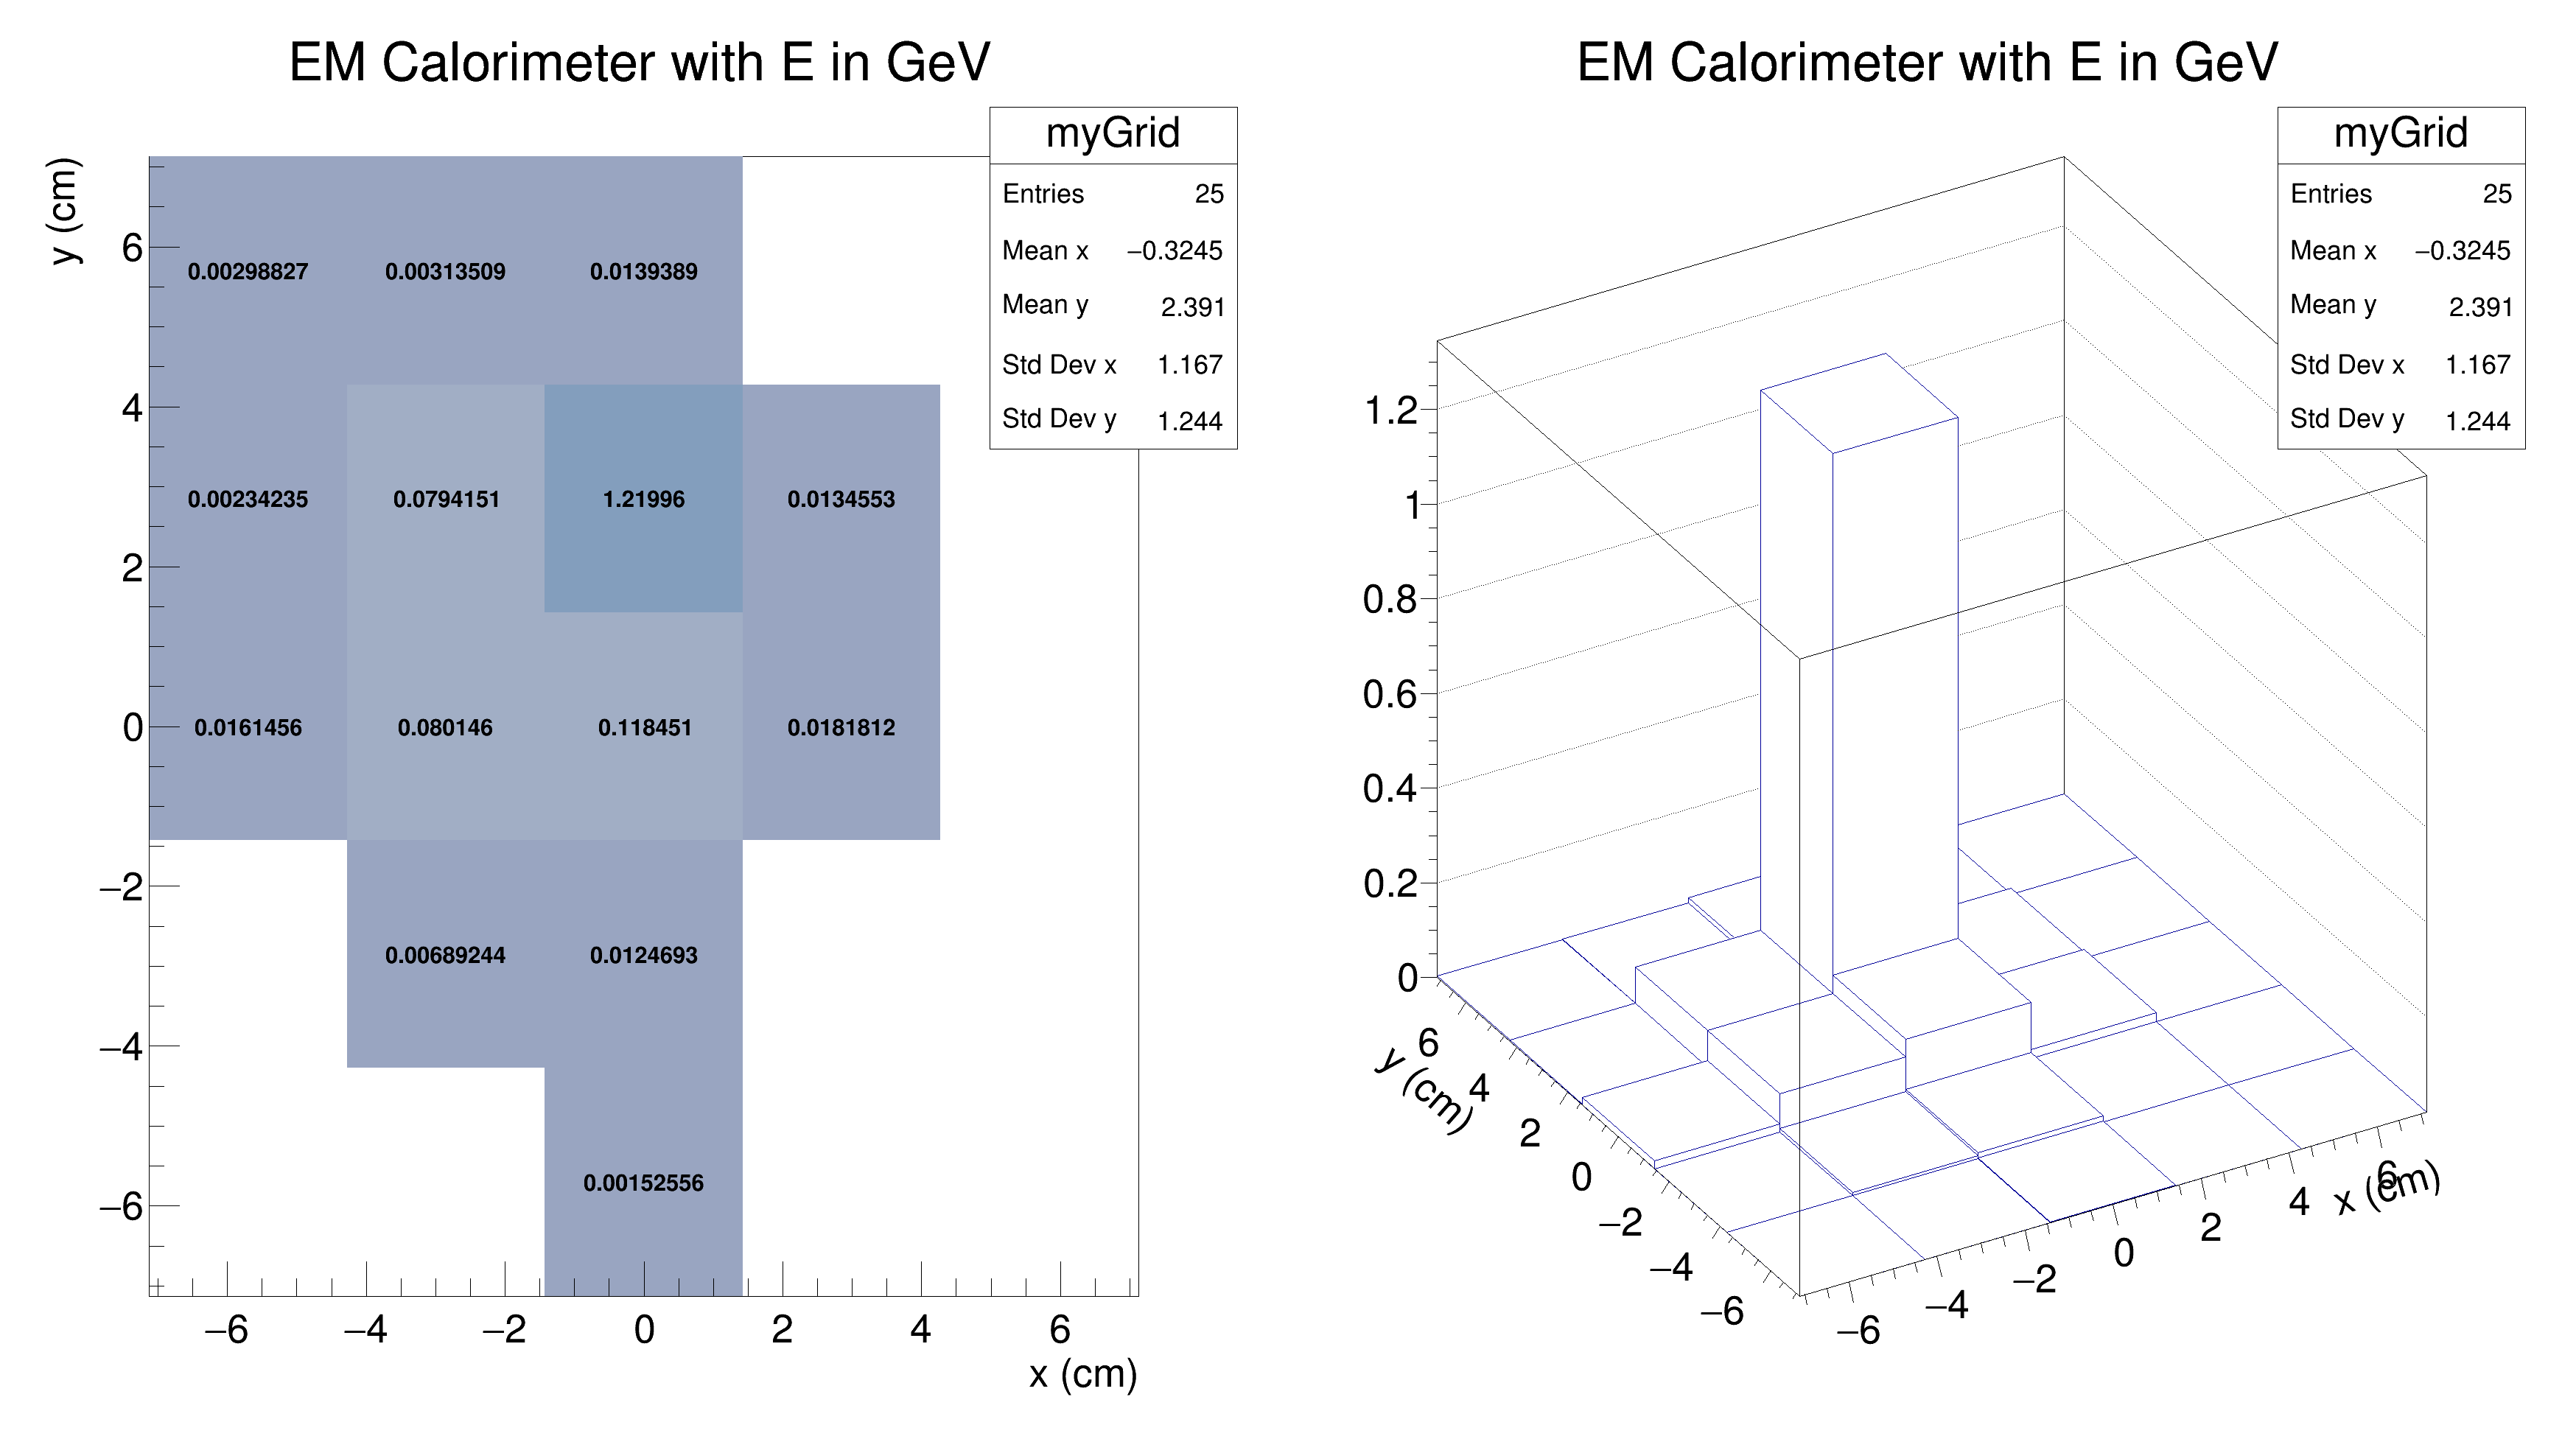 EM Calorimeter with E in GeV
myGrid
Entries 25
Mean x −0.3245
Mean y 2.391
Std Dev x 1.167
Std Dev y 1.244
y (cm)
6
4
2
0
−2
−4
−6
0.00298827 0.00313509 0.0139389
0.00234235 0.0794151 1.21996 0.0134553
0.0161456 0.080146 0.118451 0.0181812
0.00689244 0.0124693
0.00152556
−6 −4 −2 0 2 4 6
x (cm)
EM Calorimeter with E in GeV
myGrid
Entries 25
Mean x −0.3245
Mean y 2.391
Std Dev x 1.167
Std Dev y 1.244
1.2
1
0.8
0.6
0.4
0.2
0
y (cm)
6
4
2
0
−2
−4
−6
−6
−4
−2
0
2
4
6
x (cm)